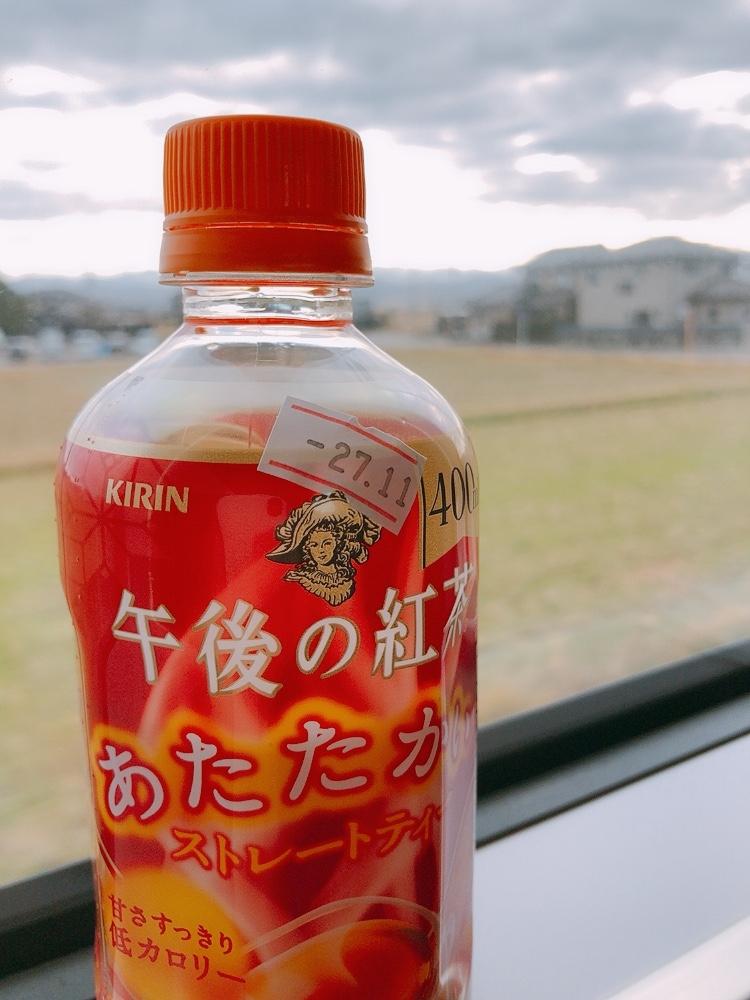 -27.11
KIRIN
400
午後の紅茶
あたたか
ストレートティ
甘さすっきり
低カロリー